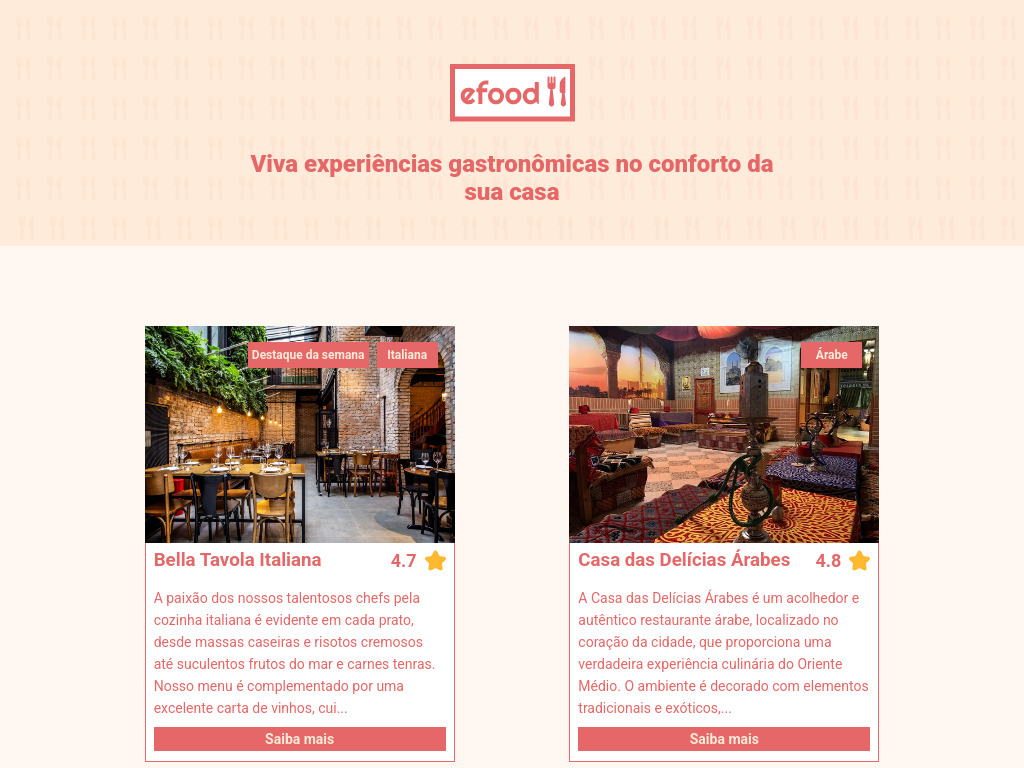 efood
Viva experiências gastronômicas no conforto da
sua casa
Destaque da semana
Italiana
Bella Tavola Italiana
4.7
A paixão dos nossos talentosos chefs pela
cozinha italiana é evidente em cada prato,
desde massas caseiras e risotos cremosos
até suculentos frutos do mar e carnes tenras.
Nosso menu é complementado por uma
excelente carta de vinhos, cui...
Saiba mais
Árabe
Casa das Delícias Árabes
4.8
A Casa das Delícias Árabes é um acolhedor e
autêntico restaurante árabe, localizado no
coração da cidade, que proporciona uma
verdadeira experiência culinária do Oriente
Médio. O ambiente é decorado com elementos
tradicionais e exóticos,...
Saiba mais